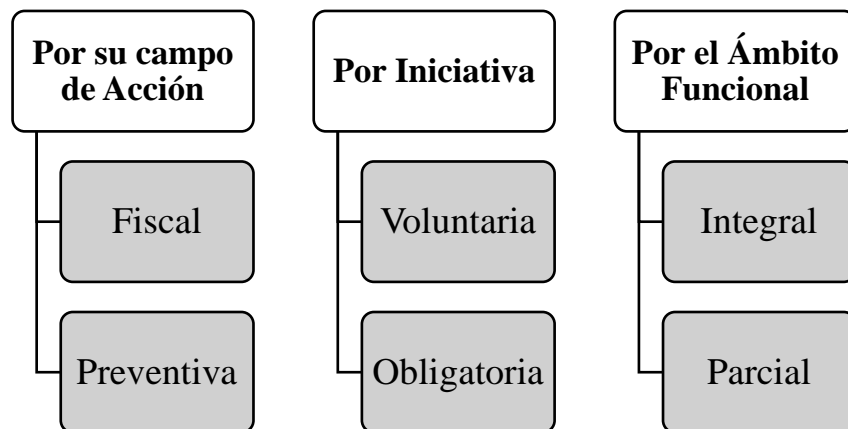 Por su campo
de Acción
Fiscal
Preventiva
Por Iniciativa
Voluntaria
Obligatoria
Por el Ámbito
Funcional
Integral
Parcial